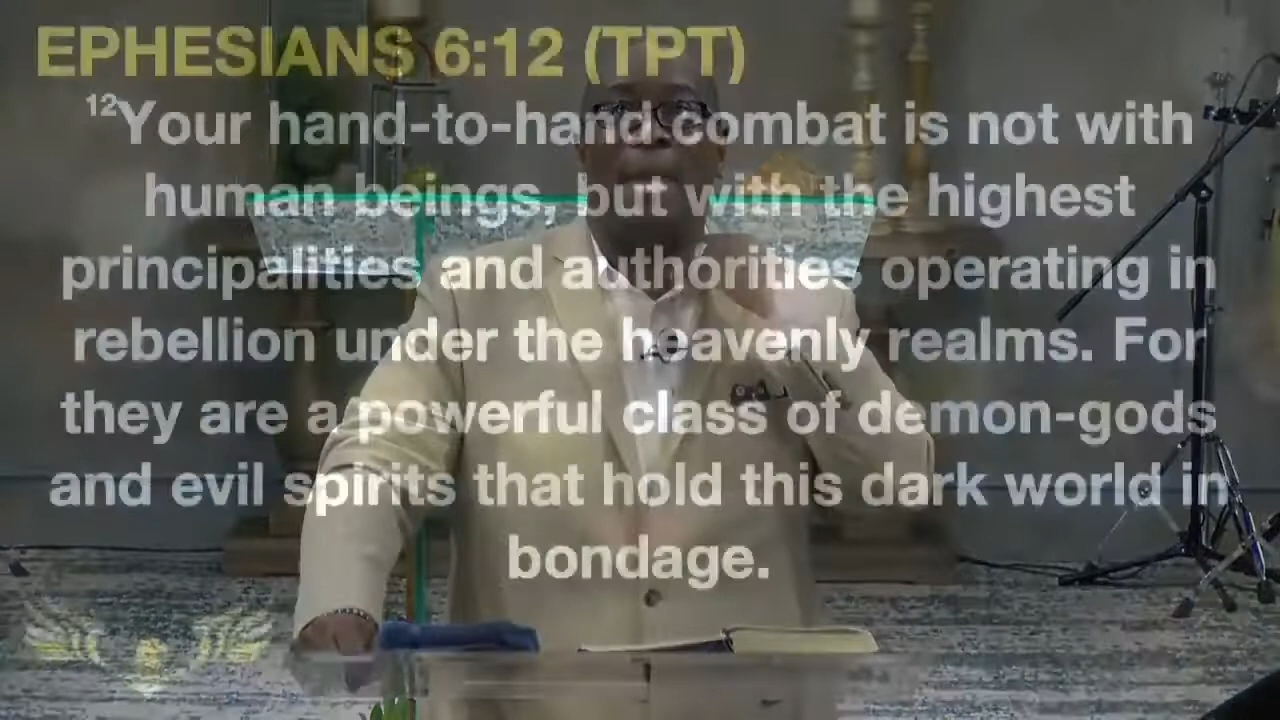 EPHESIANS 6:12 (TPT)
12Your hand-to-hand combat is not with
human beings, but with the highest
principalities and authorities operating in
rebellion under the heavenly realms. For
they are a powerful class of demon-gods
and evil spirits that hold this dark world in
bondage.